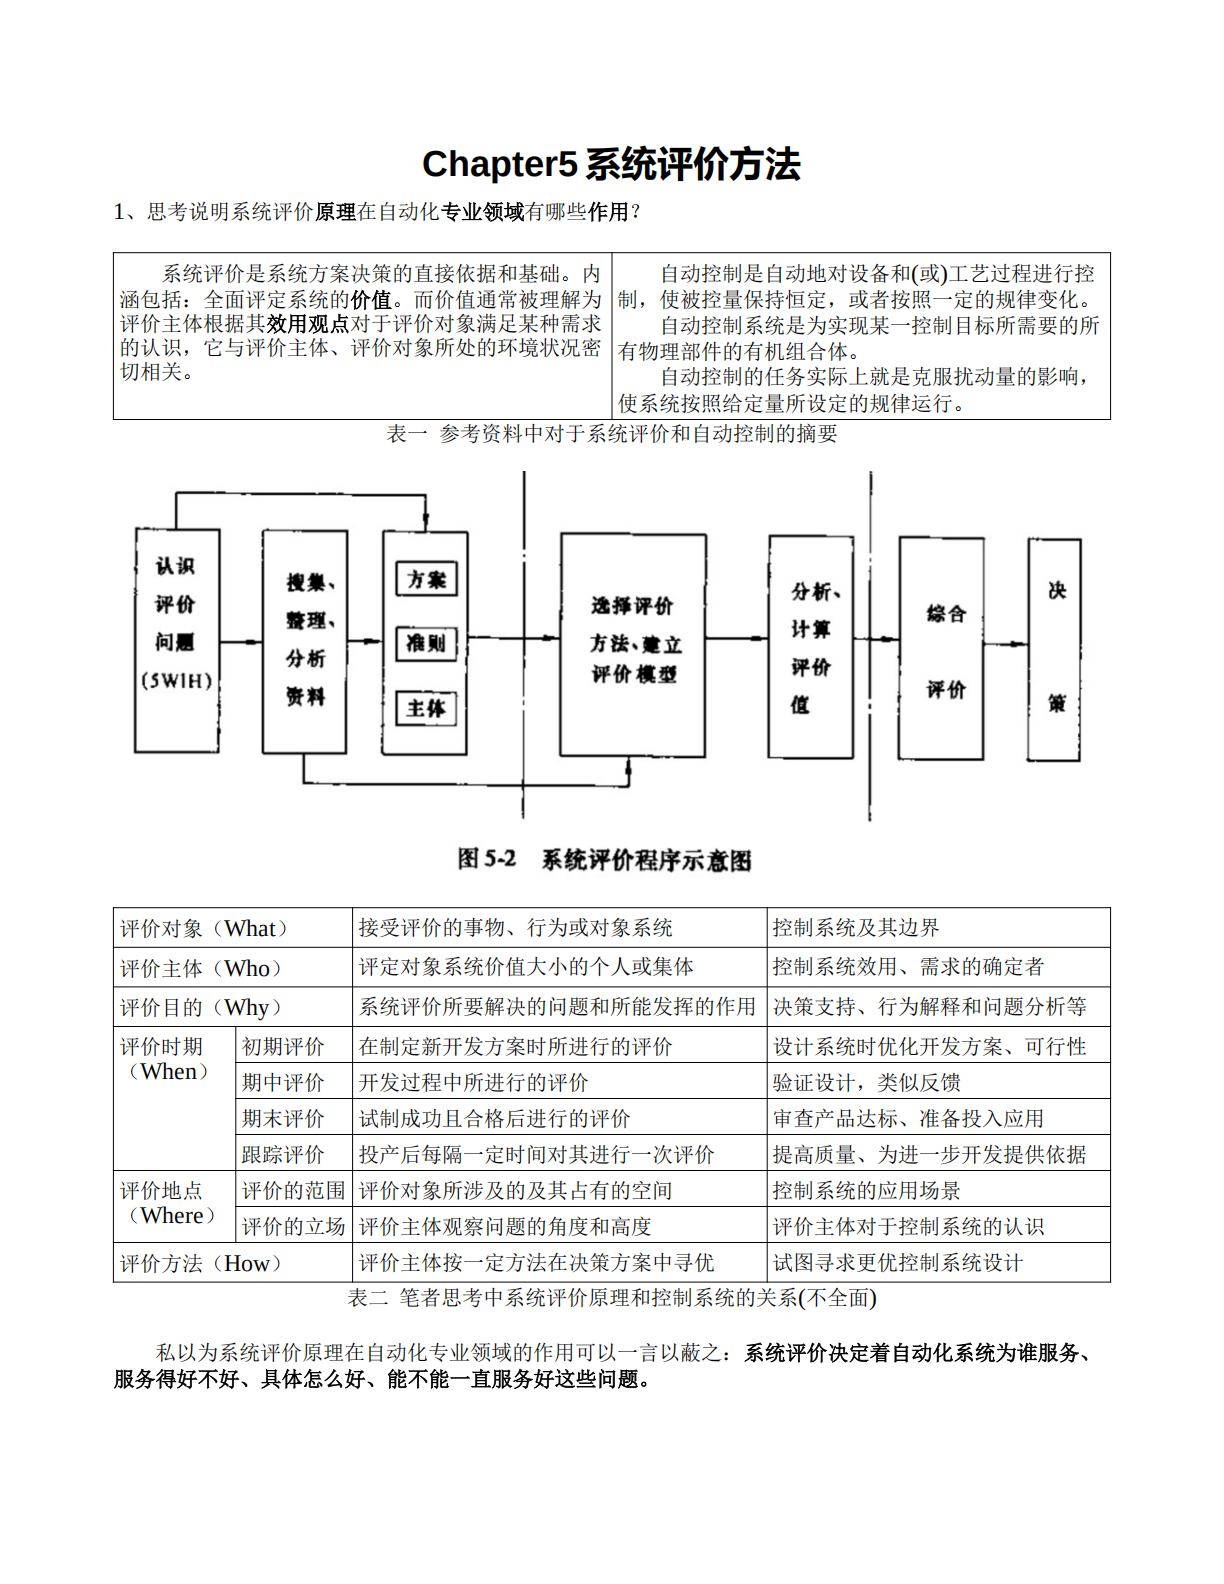 Chapter5 系统评价方法
1、思考说明系统评价原理在自动化专业领域有哪些作用？
系统评价是系统方案决策的直接依据和基础。内
涵包括：全面评定系统的价值。而价值通常被理解为
评价主体根据其效用观点对于评价对象满足某种需求
的认识，它与评价主体、评价对象所处的环境状况密
切相关。
自动控制是自动地对设备和(或)工艺过程进行控
制，使被控量保持恒定，或者按照一定的规律变化。
自动控制系统是为实现某一控制目标所需要的所
有物理部件的有机组合体。
自动控制的任务实际上就是克服扰动量的影响，
使系统按照给定量所设定的规律运行。
表一 参考资料中对于系统评价和自动控制的摘要
认识
评价
问题
(5W1H)
搜集、
整理、
分析
资料
方案
准则
主体
选择评价
方法、建立
评价模型
分析、
计算
评价
值
综合
评价
决
策
图 5-2 系统评价程序示意图
评价对象（What） 接受评价的事物、行为或对象系统 控制系统及其边界
评价主体（Who） 评定对象系统价值大小的个人或集体 控制系统效用、需求的确定者
评价目的（Why） 系统评价所要解决的问题和所能发挥的作用 决策支持、行为解释和问题分析等
评价时期
（When）
初期评价 在制定新开发方案时所进行的评价 设计系统时优化开发方案、可行性
期中评价 开发过程中所进行的评价 验证设计，类似反馈
期末评价 试制成功且合格后进行的评价 审查产品达标、准备投入应用
跟踪评价 投产后每隔一定时间对其进行一次评价 提高质量、为进一步开发提供依据
评价地点
（Where）
评价的范围 评价对象所涉及的及其占有的空间 控制系统的应用场景
评价的立场 评价主体观察问题的角度和高度 评价主体对于控制系统的认识
评价方法（How） 评价主体按一定方法在决策方案中寻优 试图寻求更优控制系统设计
表二 笔者思考中系统评价原理和控制系统的关系(不全面)
私以为系统评价原理在自动化专业领域的作用可以一言以蔽之：系统评价决定着自动化系统为谁服务、
服务得好不好、具体怎么好、能不能一直服务好这些问题。